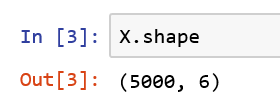 In [3]: X.shape
Out[3]: (5000, 6)